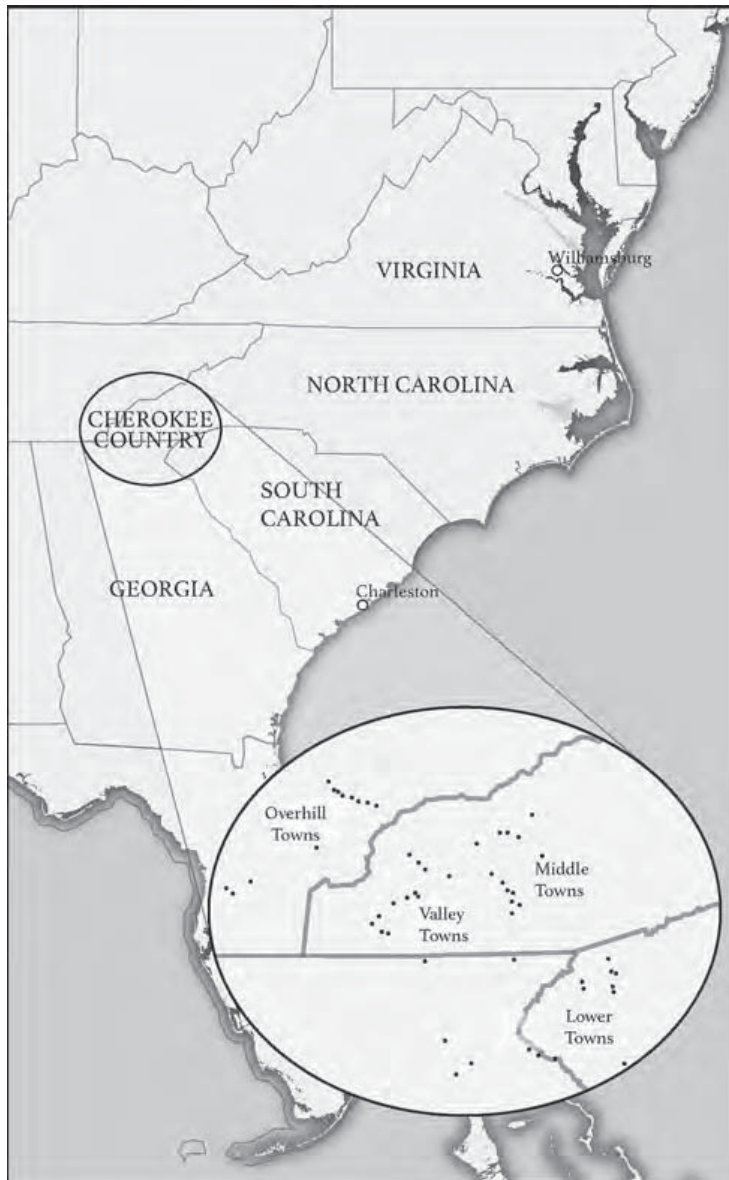 Williamsburg
VIRGINIA
NORTH CAROLINA
CHEROKEE
COUNTRY
SOUTH
CAROLINA
GEORGIA
Charleston
Overhill
Towns
Middle
Towns
Valley
Towns
Lower
Towns